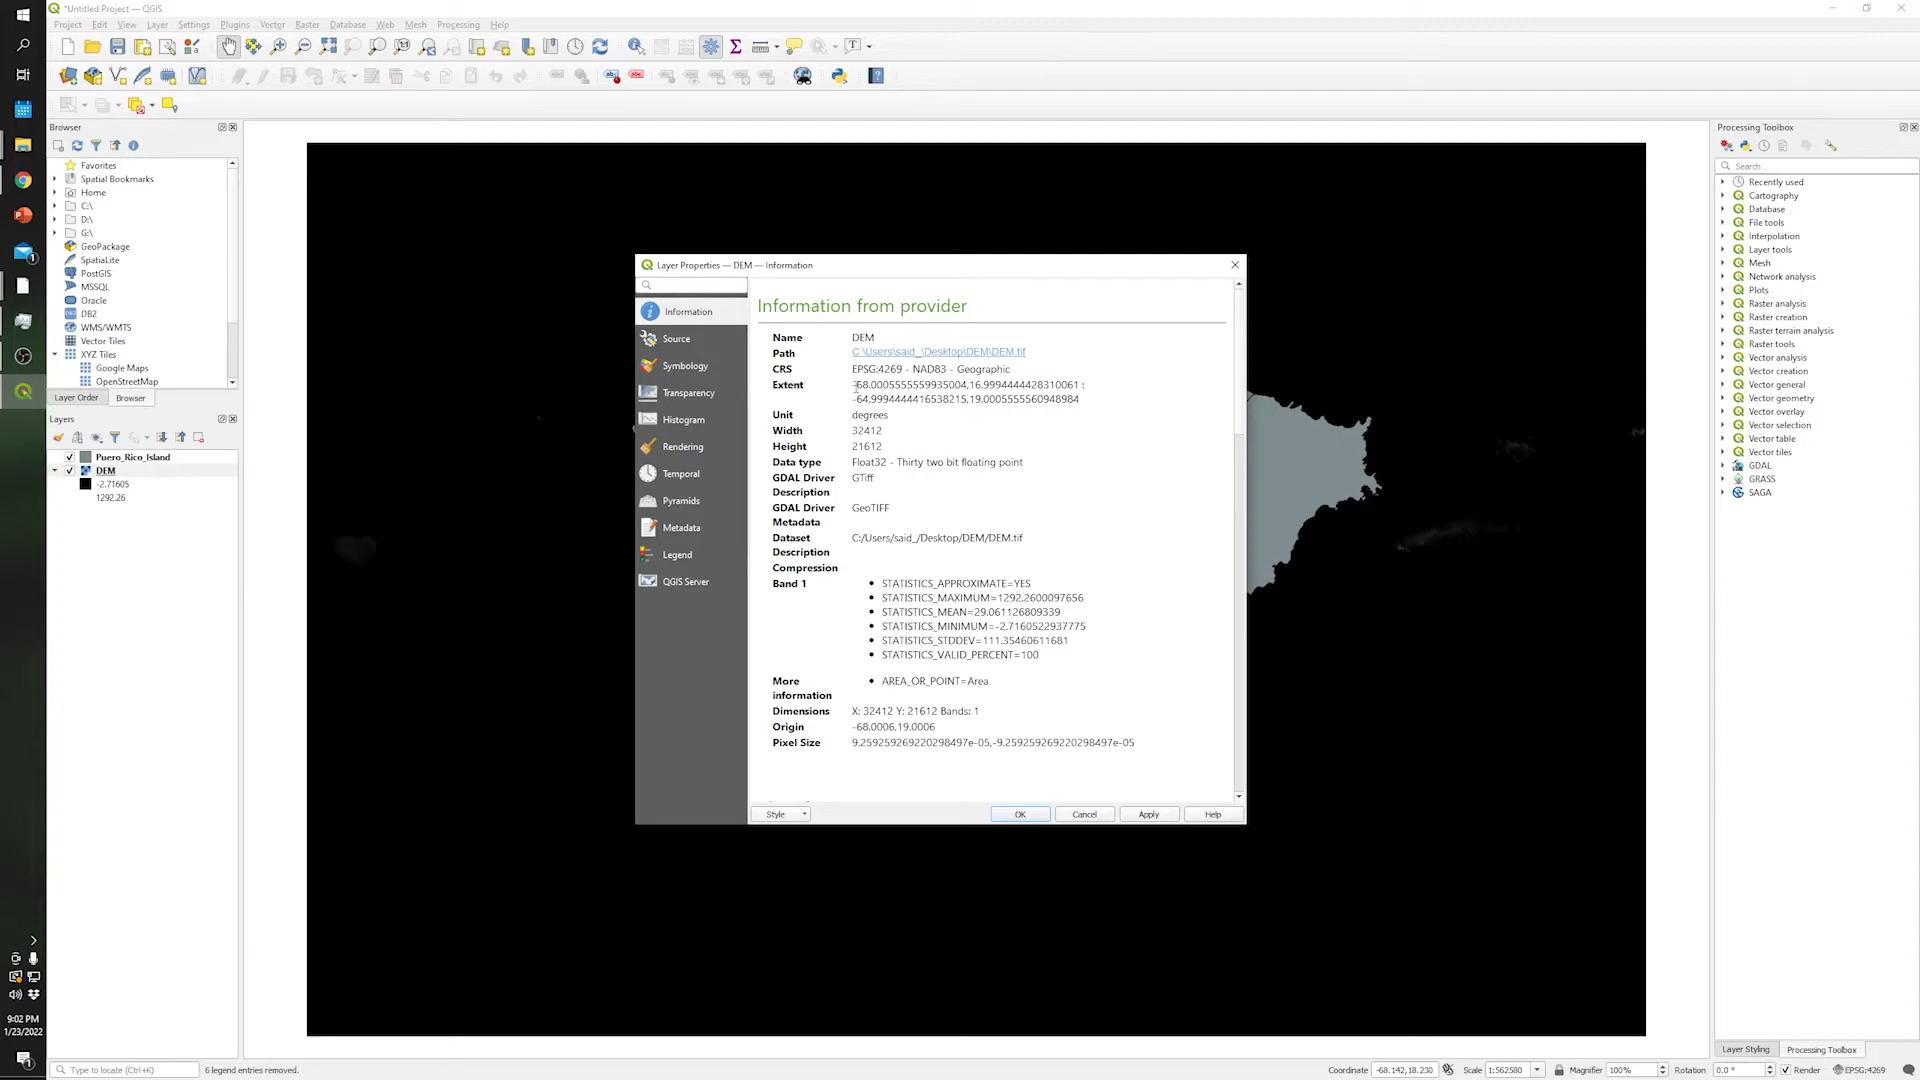 *Untitled Project — QGIS
Project Edit View Layer Settings Plugins Vector Raster Database Web Mesh Processing Help
Browser
Favorites
Spatial Bookmarks
Home
C:\
D:\
G:\
GeoPackage
SpatiaLite
PostGIS
MSSQL
Oracle
DB2
WMS/WMTS
Vector Tiles
XYZ Tiles
Google Maps
OpenStreetMap
Layer Order Browser
Layers
Puero_Rico_Island
DEM
-2.71605
1292.26
Layer Properties — DEM — Information
Information
Source
Symbology
Transparency
Histogram
Rendering
Temporal
Pyramids
Metadata
Legend
QGIS Server
Information from provider
Name DEM
Path C:\Users\said_\Desktop\DEM\DEM.tif
CRS EPSG:4269 - NAD83 - Geographic
Extent -68.0005555559935004,16.9994444428310061 :
-64.9994444416538215,19.0005555560948984
Unit degrees
Width 32412
Height 21612
Data type Float32 - Thirty two bit floating point
GDAL Driver Description GTiff
GDAL Driver Metadata GeoTIFF
Dataset Description C:/Users/said_/Desktop/DEM/DEM.tif
Compression
Band 1
STATISTICS_APPROXIMATE=YES
STATISTICS_MAXIMUM=1292.2600097656
STATISTICS_MEAN=29.061126809339
STATISTICS_MINIMUM=-2.7160522937775
STATISTICS_STDDEV=111.35460611681
STATISTICS_VALID_PERCENT=100
More information
AREA_OR_POINT=Area
Dimensions X: 32412 Y: 21612 Bands: 1
Origin -68.0006,19.0006
Pixel Size 9.259259269220298497e-05,-9.259259269220298497e-05
Style OK Cancel Apply Help
Processing Toolbox
Search...
Recently used
Cartography
Database
File tools
Interpolation
Layer tools
Mesh
Network analysis
Plots
Raster analysis
Raster creation
Raster terrain analysis
Raster tools
Vector analysis
Vector creation
Vector general
Vector geometry
Vector overlay
Vector selection
Vector table
Vector tiles
GDAL
GRASS
SAGA
Layer Styling Processing Toolbox
9:02 PM
1/23/2022
Type to locate (Ctrl+K) 6 legend entries removed. Coordinate -68.142,18.230 Scale 1:562580 Magnifier 100% Rotation 0.0 ° Render EPSG:4269